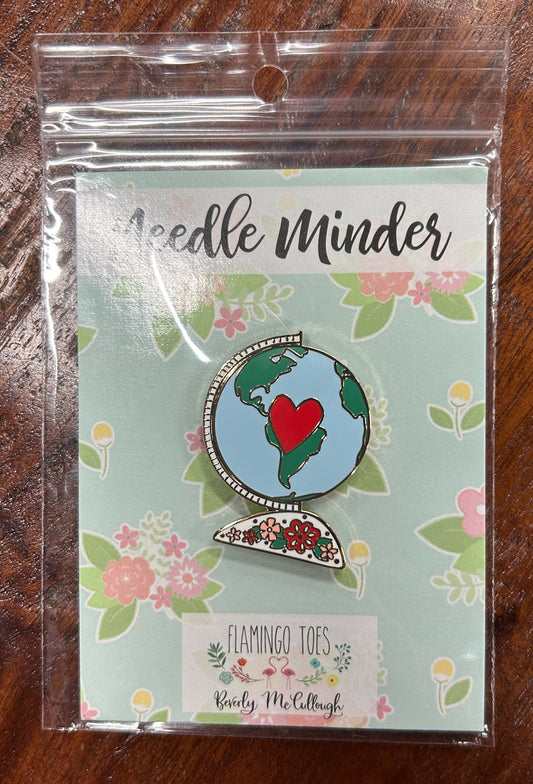 Needle Minder
FLAMINGO TOES
Beverly McCullough